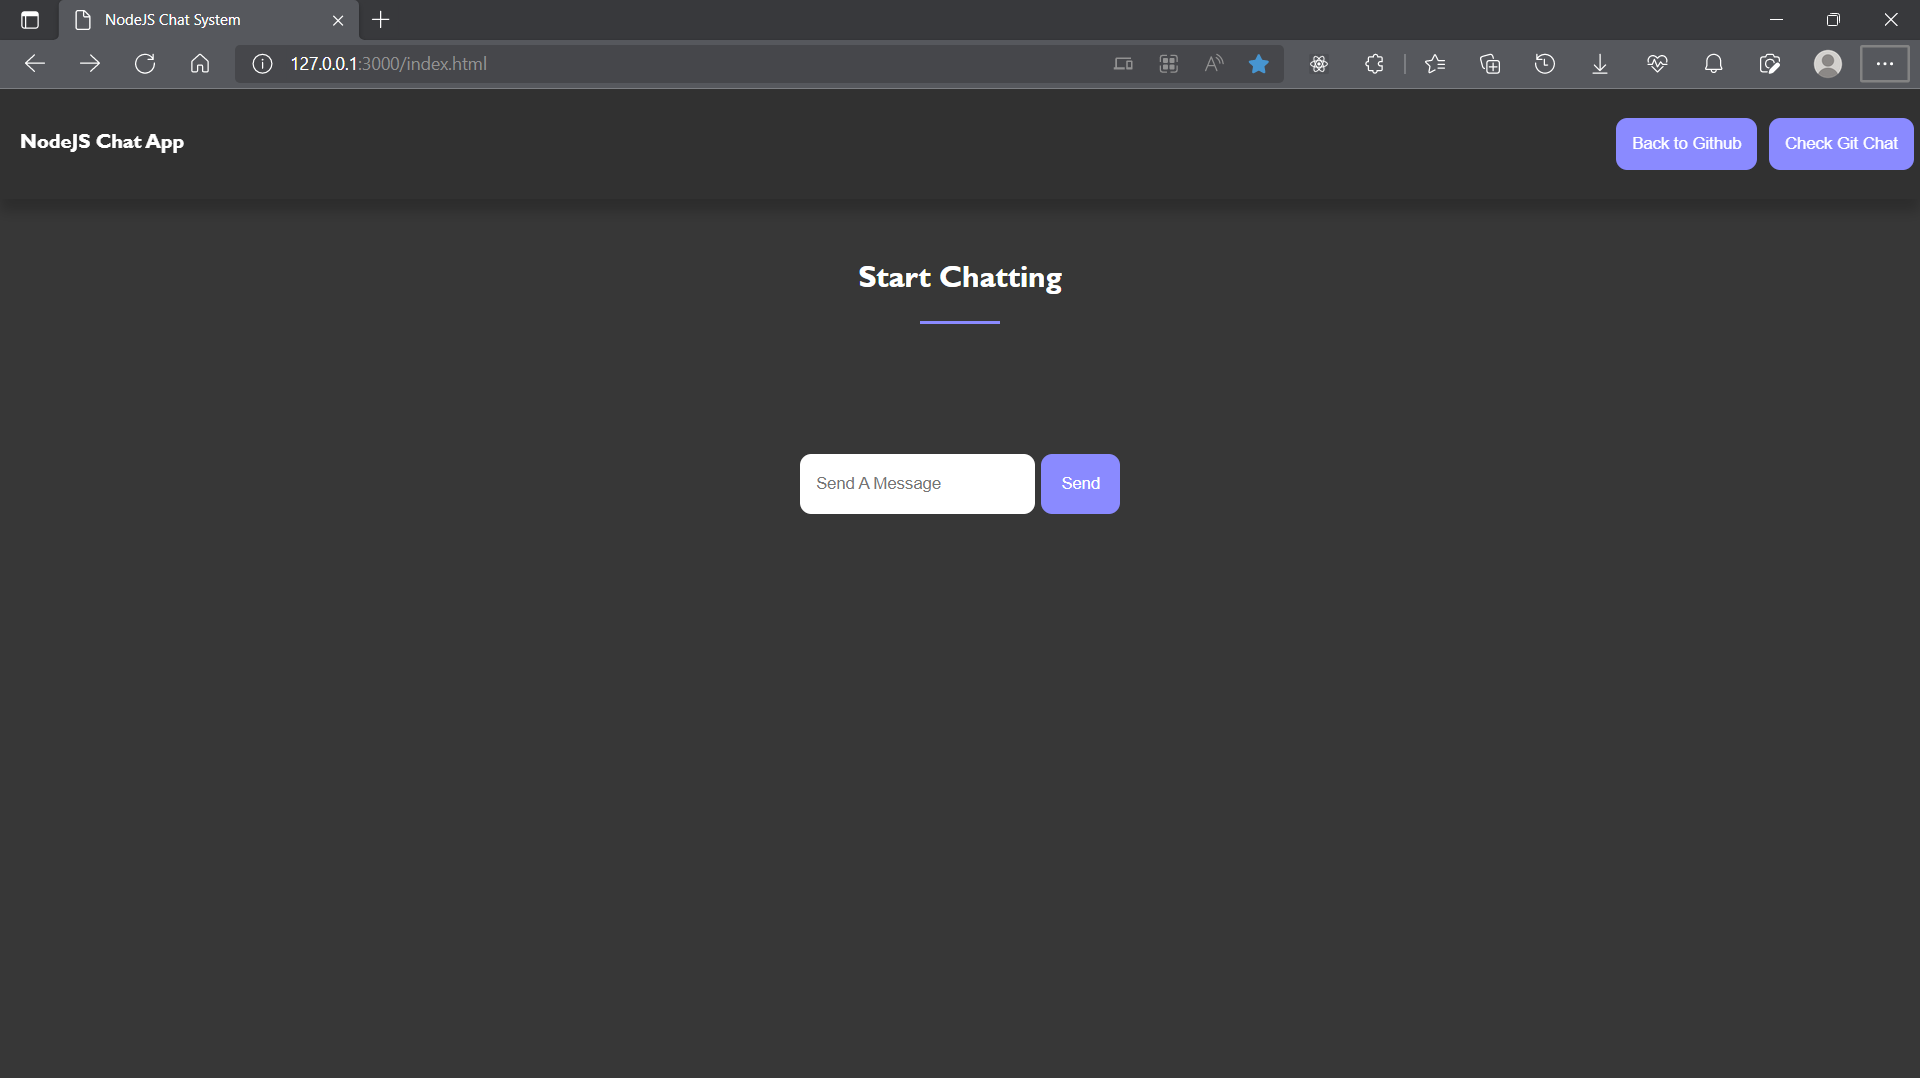 NodeJS Chat System
127.0.0.1:3000/index.html
NodeJS Chat App
Back to Github
Check Git Chat
Start Chatting
Send A Message
Send